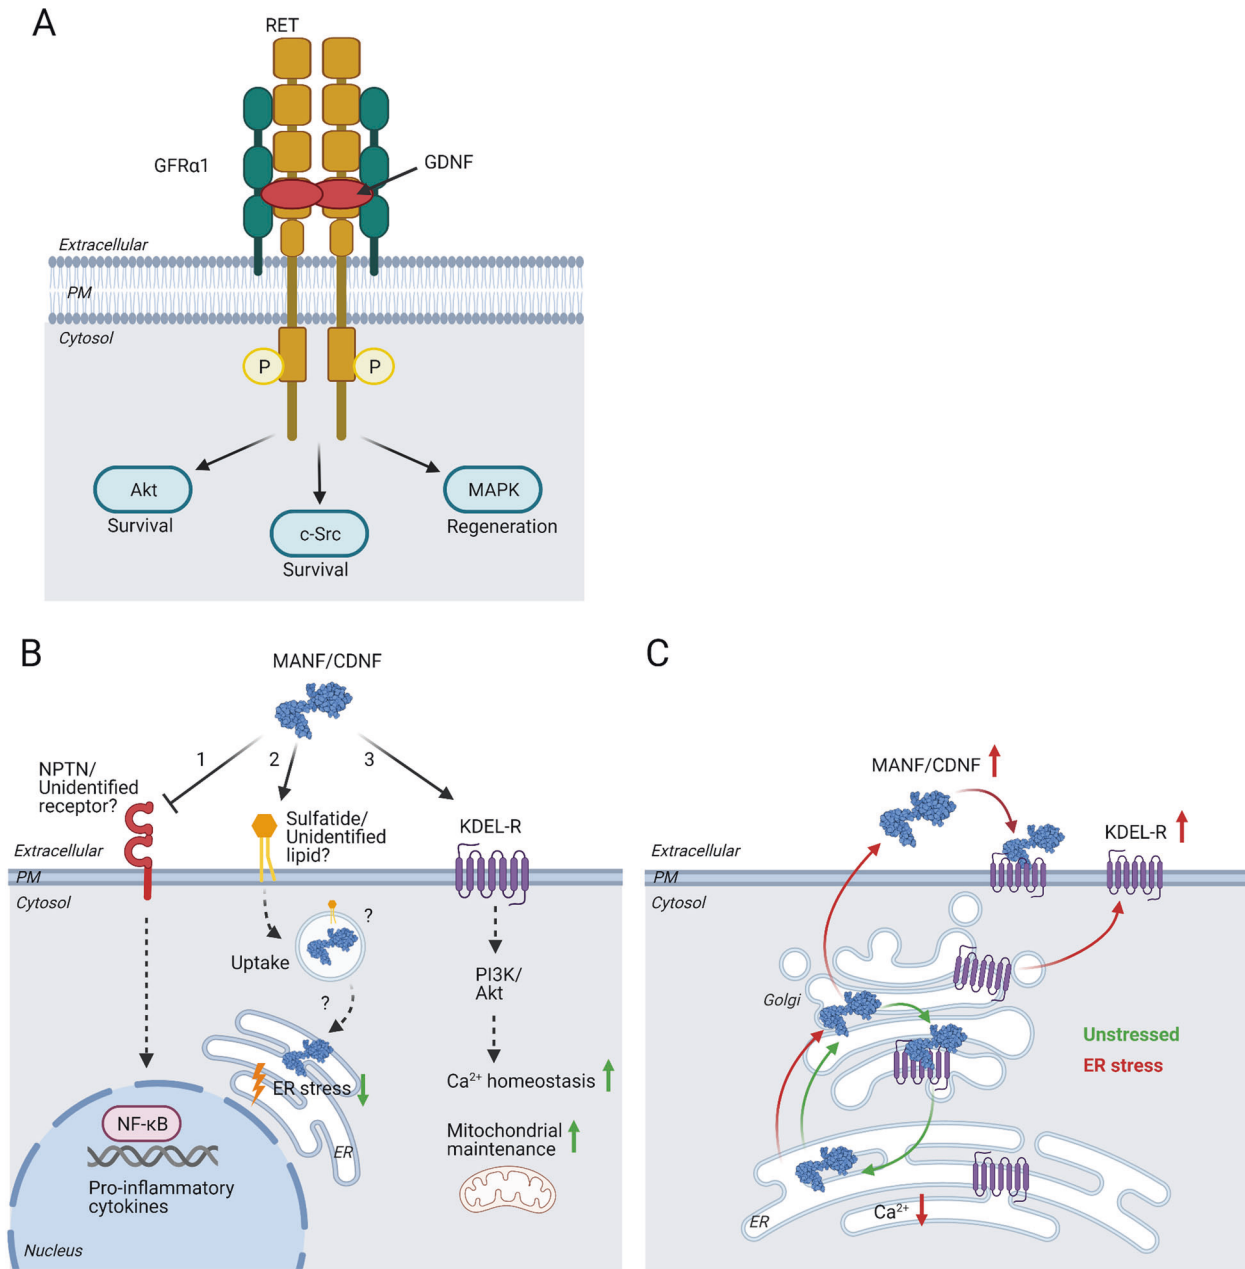 A
RET
GFRα1
GDNF
Extracellular
PM
Cytosol
P
P
Akt
Survival
c-Src
Survival
MAPK
Regeneration
B
MANF/CDNF
1
2
3
NPTN/
Unidentified
receptor?
Sulfatide/
Unidentified
lipid?
KDEL-R
Extracellular
PM
Cytosol
?
Uptake
?
PI3K/
Akt
ER stress
ER
Ca²⁺ homeostasis
Mitochondrial
maintenance
NF-κB
Pro-inflammatory
cytokines
Nucleus
C
MANF/CDNF
KDEL-R
Extracellular
PM
Cytosol
Golgi
Unstressed
ER stress
Ca²⁺
ER